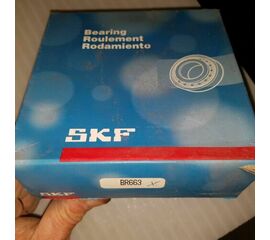 Bearing
Roulement
Rodamiento
SKF
BR663